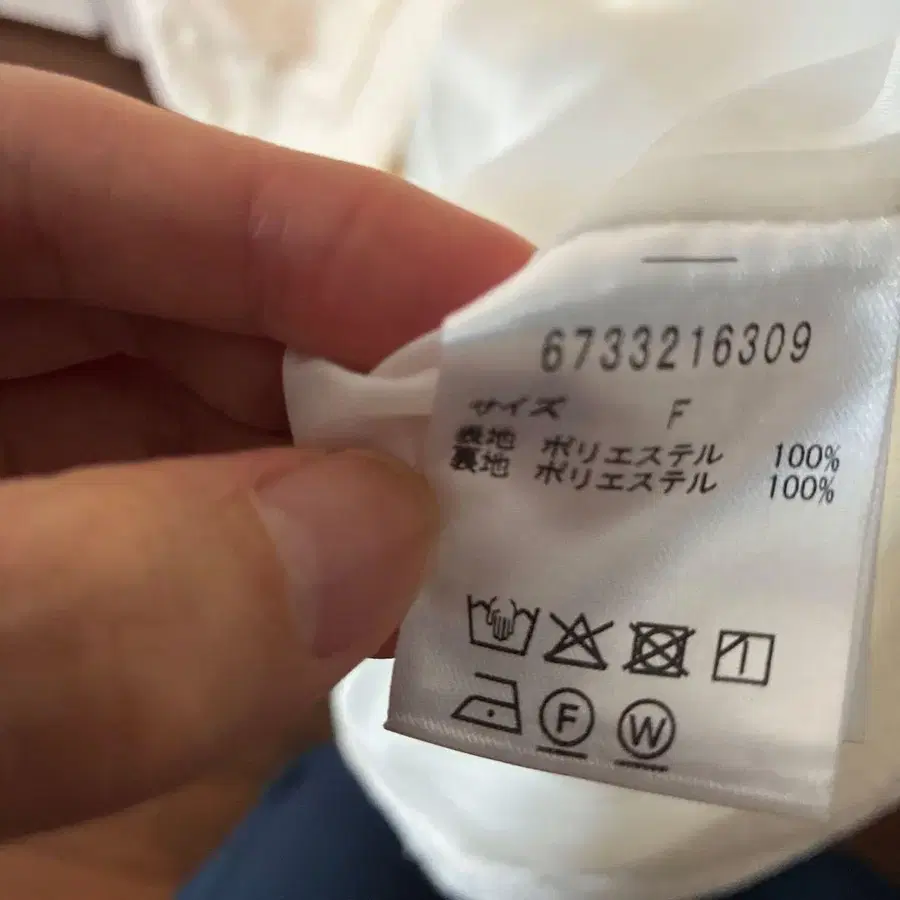 6733216309
サイズ F
表地 ポリエステル 100%
裏地 ポリエステル 100%
F W